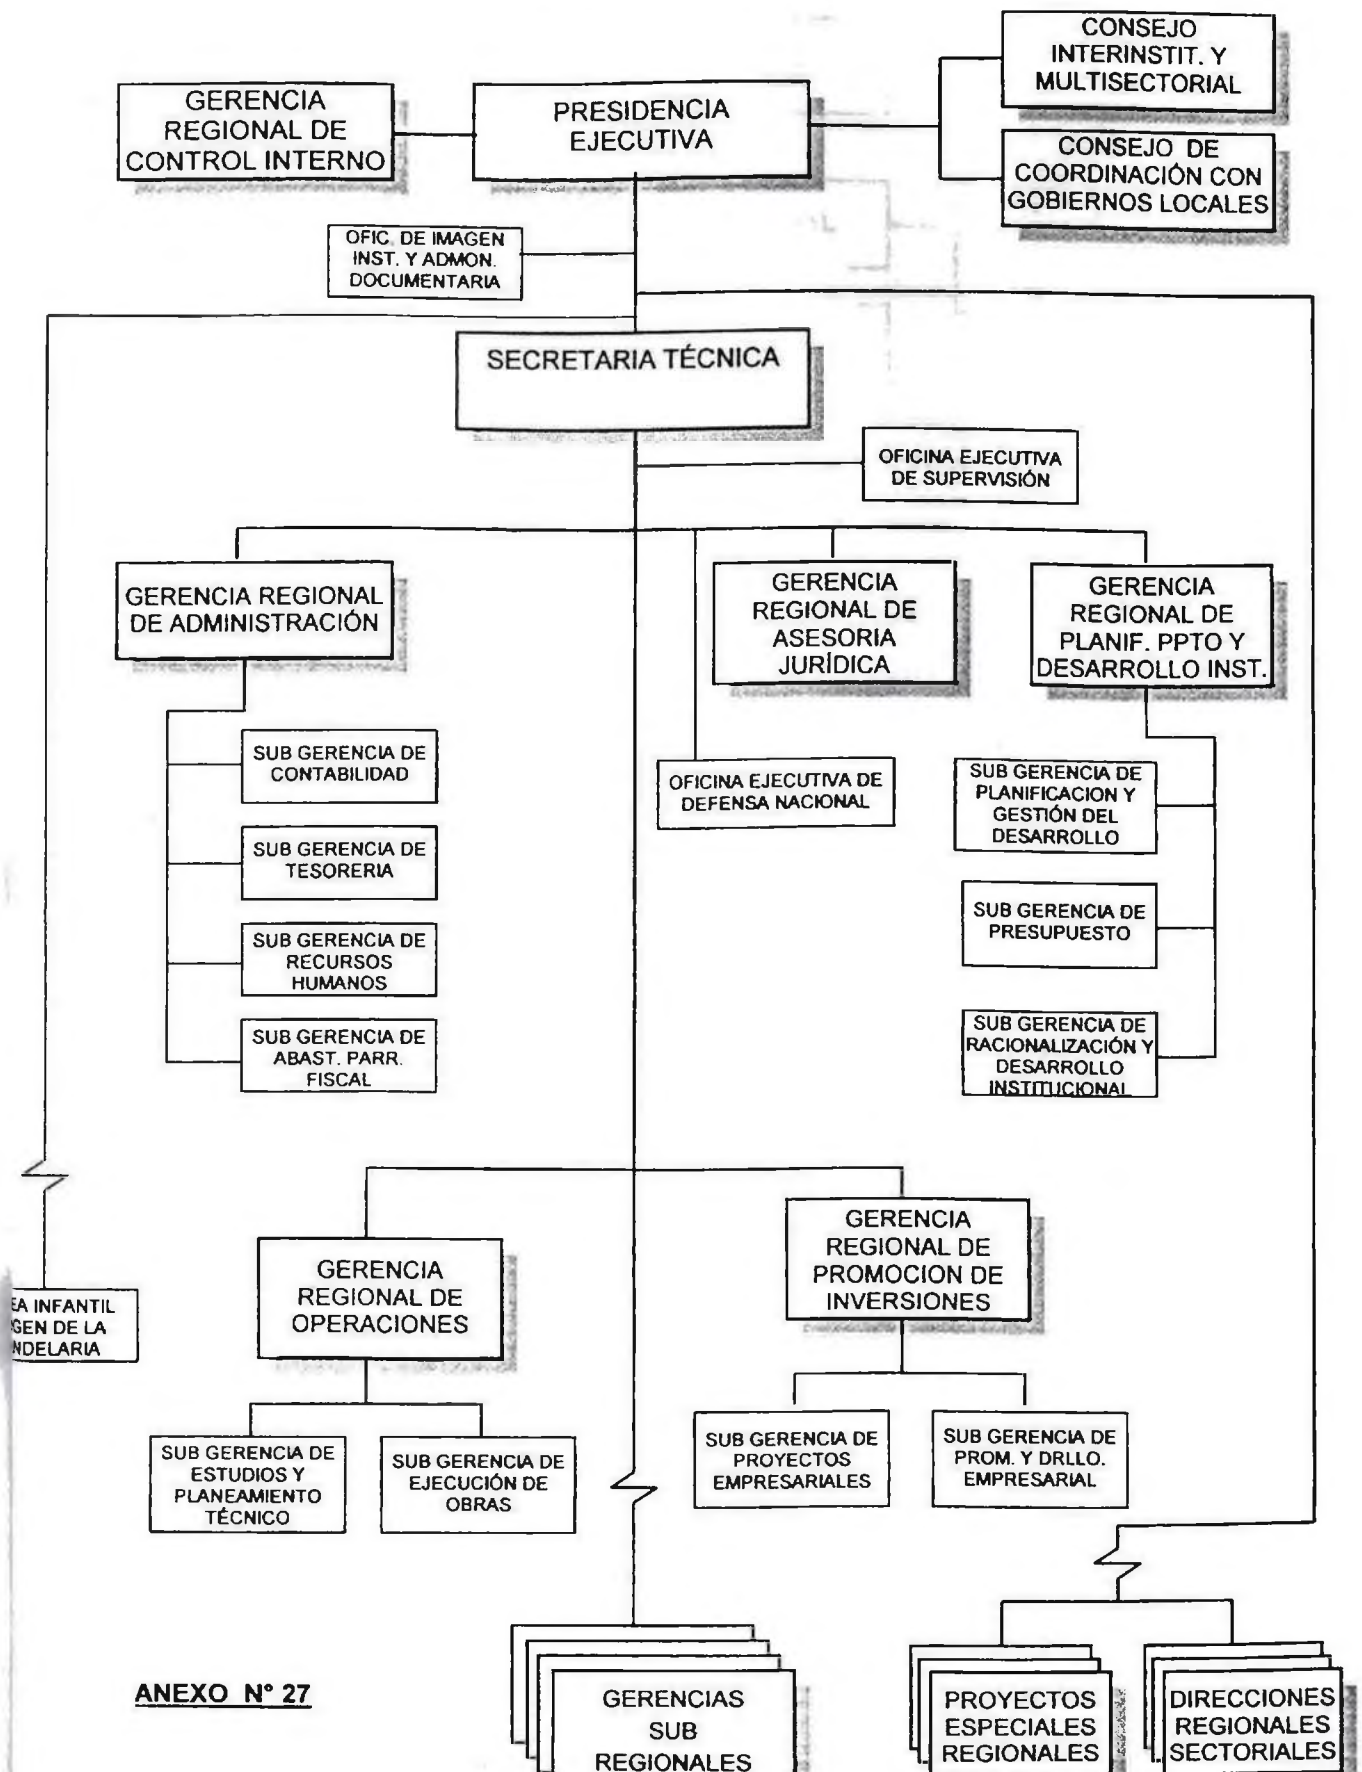 CONSEJO
INTERINSTIT. Y
MULTISECTORIAL
GERENCIA
REGIONAL DE
CONTROL INTERNO
PRESIDENCIA
EJECUTIVA
CONSEJO DE
COORDINACIÓN CON
GOBIERNOS LOCALES
OFIC. DE IMAGEN
INST. Y ADMON.
DOCUMENTARIA
SECRETARIA TÉCNICA
OFICINA EJECUTIVA
DE SUPERVISIÓN
GERENCIA REGIONAL
DE ADMINISTRACIÓN
GERENCIA
REGIONAL DE
ASESORIA
JURÍDICA
GERENCIA
REGIONAL DE
PLANIF. PPTO Y
DESARROLLO INST.
SUB GERENCIA DE
CONTABILIDAD
OFICINA EJECUTIVA DE
DEFENSA NACIONAL
SUB GERENCIA DE
PLANIFICACION Y
GESTIÓN DEL
DESARROLLO
SUB GERENCIA DE
TESORERIA
SUB GERENCIA DE
PRESUPUESTO
SUB GERENCIA DE
RECURSOS
HUMANOS
SUB GERENCIA DE
ABAST. PARR.
FISCAL
SUB GERENCIA DE
RACIONALIZACIÓN Y
DESARROLLO
INSTITUCIONAL
GERENCIA
REGIONAL DE
OPERACIONES
GERENCIA
REGIONAL DE
PROMOCION DE
INVERSIONES
EA INFANTIL
GEN DE LA
NDELARIA
SUB GERENCIA DE
ESTUDIOS Y
PLANEAMIENTO
TÉCNICO
SUB GERENCIA DE
EJECUCIÓN DE
OBRAS
SUB GERENCIA DE
PROYECTOS
EMPRESARIALES
SUB GERENCIA DE
PROM. Y DRLLO.
EMPRESARIAL
ANEXO N° 27
GERENCIAS
SUB
REGIONALES
PROYECTOS
ESPECIALES
REGIONALES
DIRECCIONES
REGIONALES
SECTORIALES